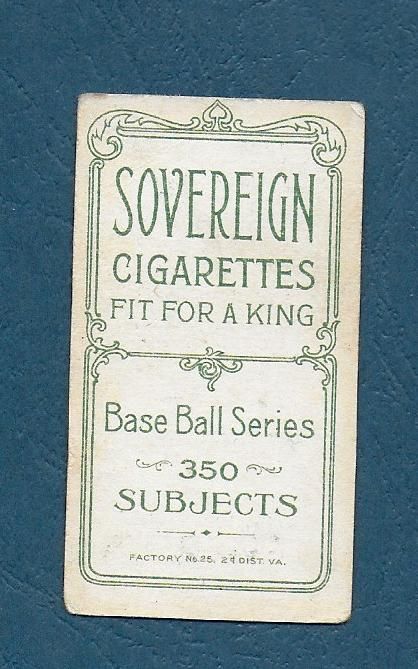 SOVEREIGN
CIGARETTES
FIT FOR A KING
Base Ball Series
350
SUBJECTS
FACTORY No. 25, 2d DIST. VA.